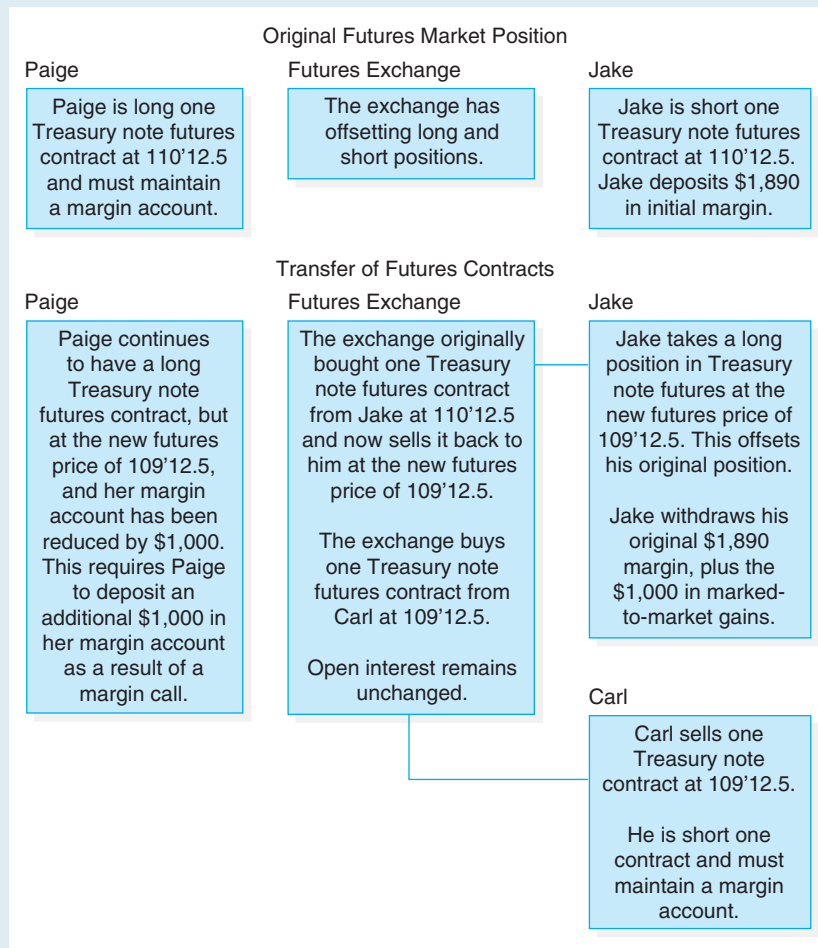 Original Futures Market Position
Paige
Paige is long one
Treasury note futures
contract at 110'12.5
and must maintain
a margin account.
Futures Exchange
The exchange has
offsetting long and
short positions.
Jake
Jake is short one
Treasury note futures
contract at 110'12.5.
Jake deposits $1,890
in initial margin.
Transfer of Futures Contracts
Paige
Paige continues
to have a long
Treasury note
futures contract, but
at the new futures
price of 109'12.5,
and her margin
account has been
reduced by $1,000.
This requires Paige
to deposit an
additional $1,000 in
her margin account
as a result of a
margin call.
Futures Exchange
The exchange originally
bought one Treasury
note futures contract
from Jake at 110'12.5
and now sells it back to
him at the new futures
price of 109'12.5.
The exchange buys
one Treasury note
futures contract from
Carl at 109'12.5.
Open interest remains
unchanged.
Jake
Jake takes a long
position in Treasury
note futures at the
new futures price of
109'12.5. This offsets
his original position.
Jake withdraws his
original $1,890
margin, plus the
$1,000 in marked-
to-market gains.
Carl
Carl sells one
Treasury note
contract at 109'12.5.
He is short one
contract and must
maintain a margin
account.